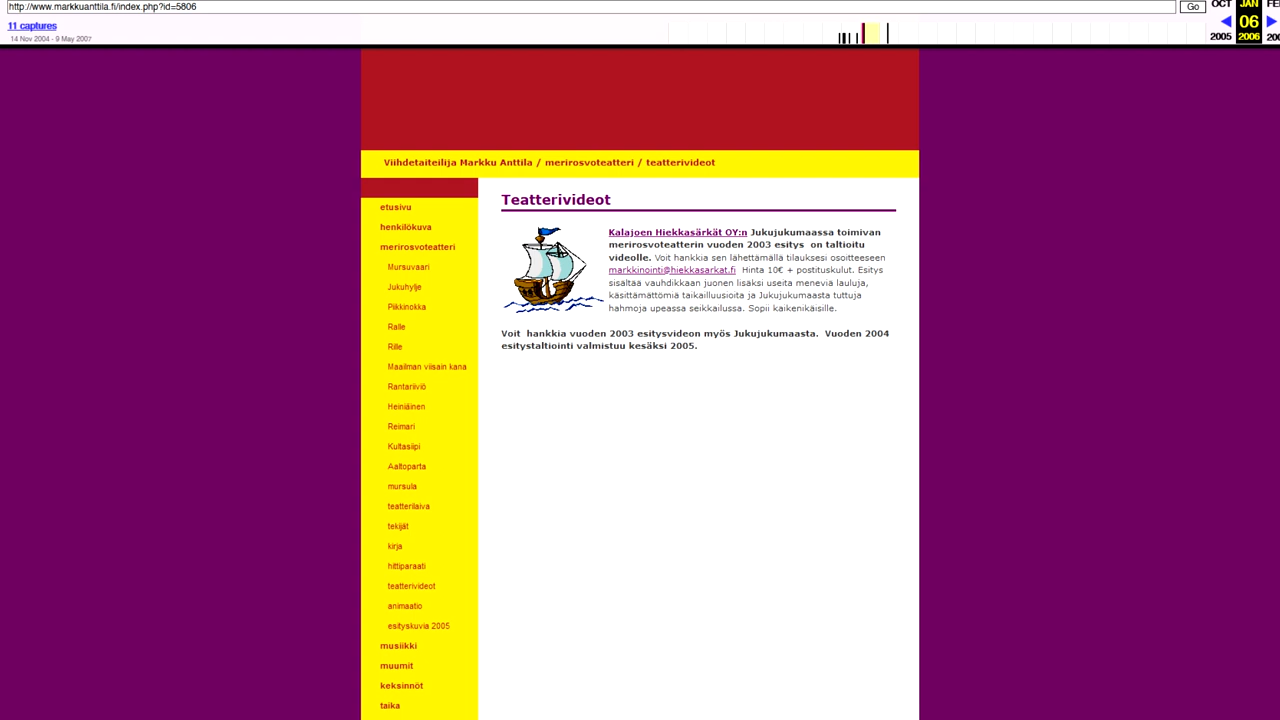 http://www.markkuanttila.fi/index.php?id=5806
Go
OCT
JAN
11 captures
06
14 Nov 2004 - 9 May 2007
2005
2006
Viihdetaiteilija Markku Anttila / merirosvoteatteri / teatterivideot
etusivu
henkilökuva
merirosvoteatteri
Mursuvaari
Jukuhylje
Piikkinokka
Ralle
Rille
Maailman viisain kana
Rantariiviö
Heiniäinen
Reimari
Kultasiipi
Aaltoparta
mursula
teatterilaiva
tekijät
kirja
hittiparaati
teatterivideot
animaatio
esityskuvia 2005
musiikki
muumit
keksinnöt
taika
Teatterivideot
Kalajoen Hiekkasärkät OY:n Jukujukumaassa toimivan
merirosvoteatterin vuoden 2003 esitys on taltioitu
videolle. Voit hankkia sen lähettämällä tilauksesi osoitteeseen
markkinointi@hiekkasarkat.fi Hinta 10€ + postituskulut. Esitys
sisältää vauhdikkaan juonen lisäksi useita meneviä lauluja,
käsittämättömiä taikailluusioita ja Jukujukumaasta tuttuja
hahmoja upeassa seikkailussa. Sopii kaikenikäisille.
Voit hankkia vuoden 2003 esitysvideon myös Jukujukumaasta. Vuoden 2004
esitystaltiointi valmistuu kesäksi 2005.